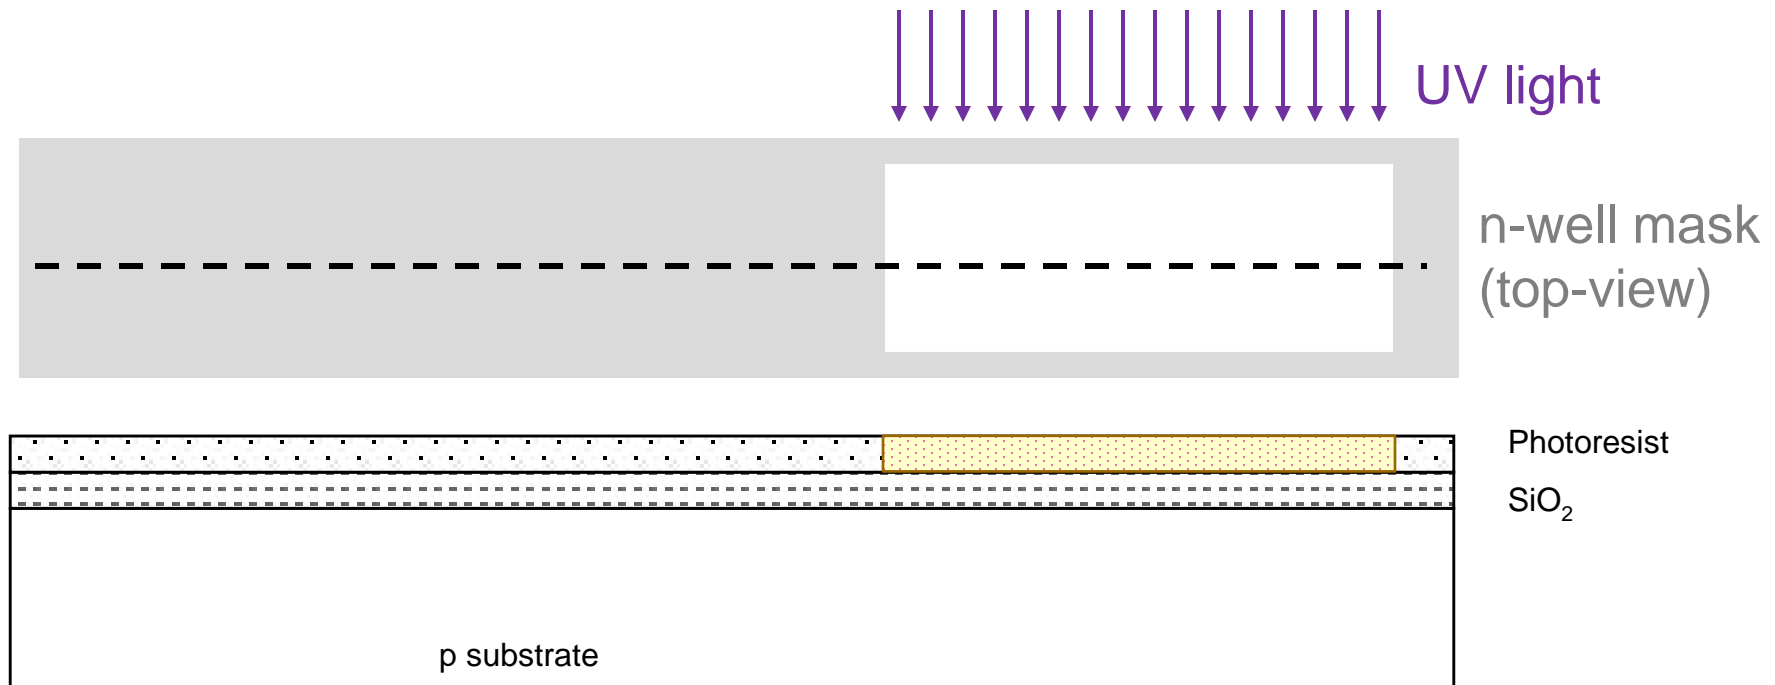 UV light
n-well mask
(top-view)
Photoresist
SiO₂
p substrate